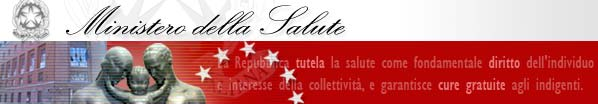 Ministero della Salute
la Repubblica tutela la salute come fondamentale diritto dell'individuo
e interesse della collettività, e garantisce cure gratuite agli indigenti.